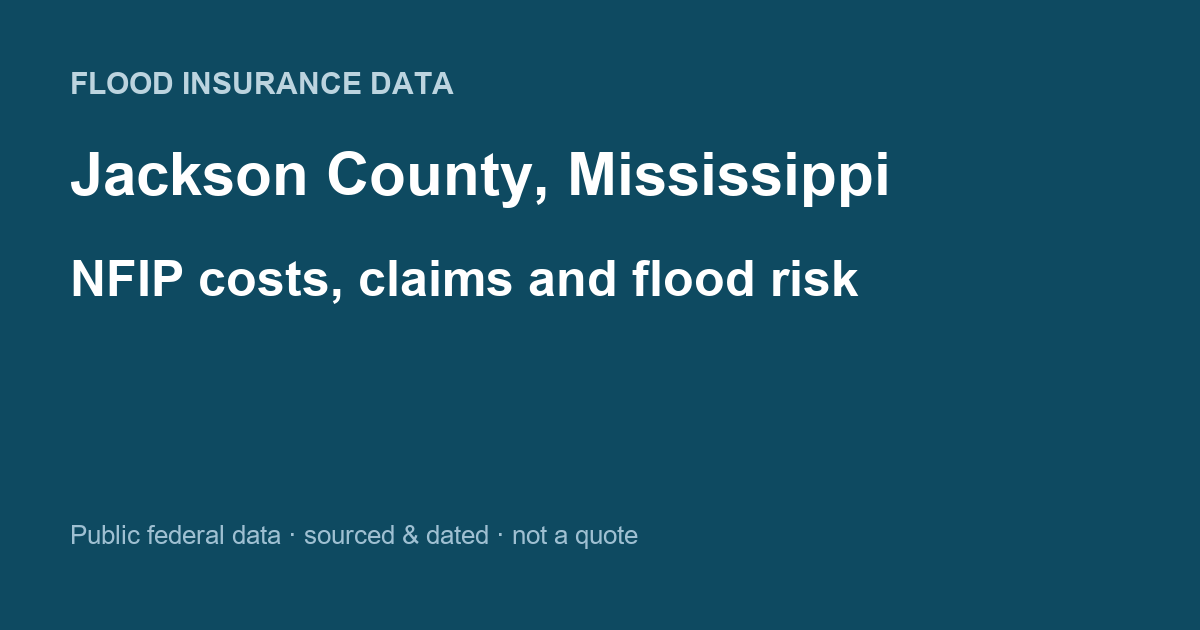 FLOOD INSURANCE DATA
Jackson County, Mississippi
NFIP costs, claims and flood risk
Public federal data · sourced & dated · not a quote